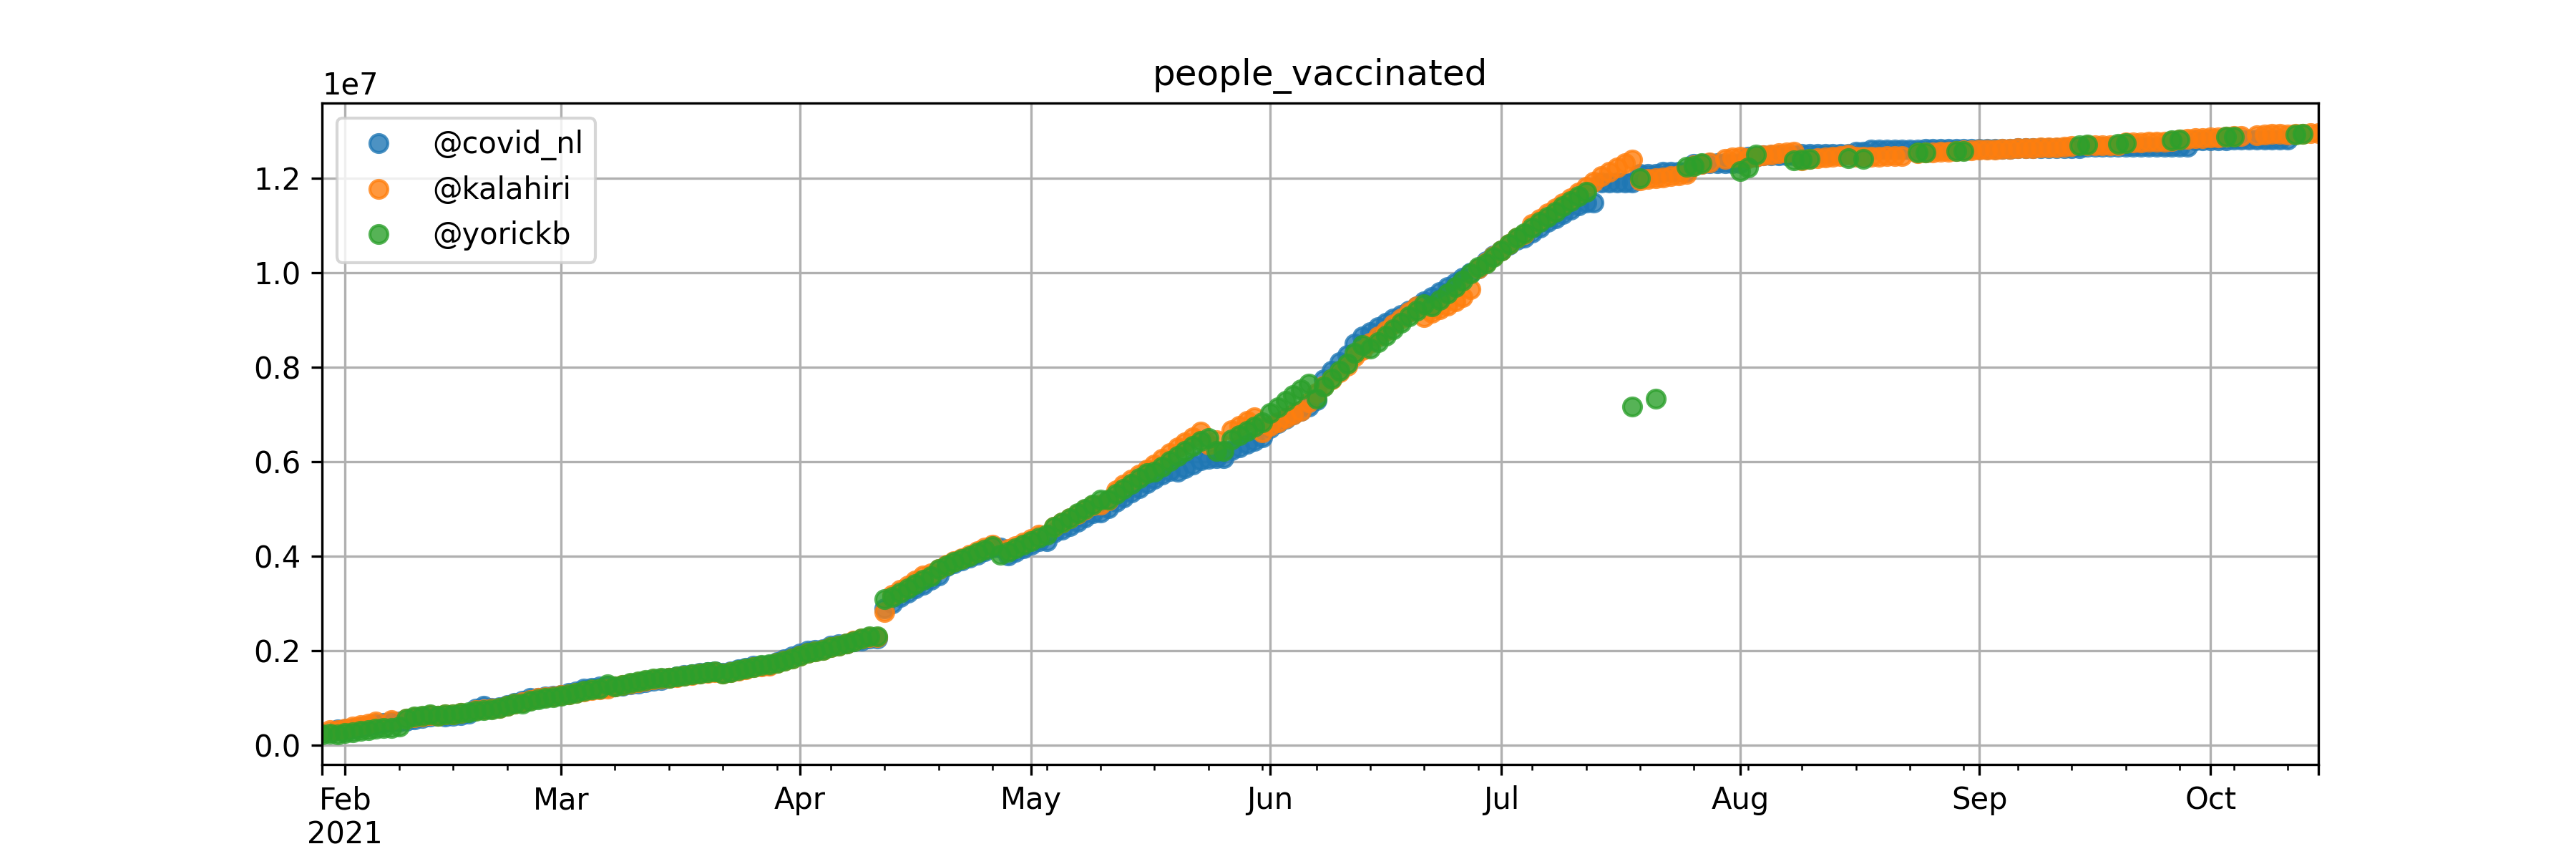 people_vaccinated
1e7
@covid_nl
@kalahiri
@yorickb
1.2
1.0
0.8
0.6
0.4
0.2
0.0
Feb Mar Apr May Jun Jul Aug Sep Oct
2021